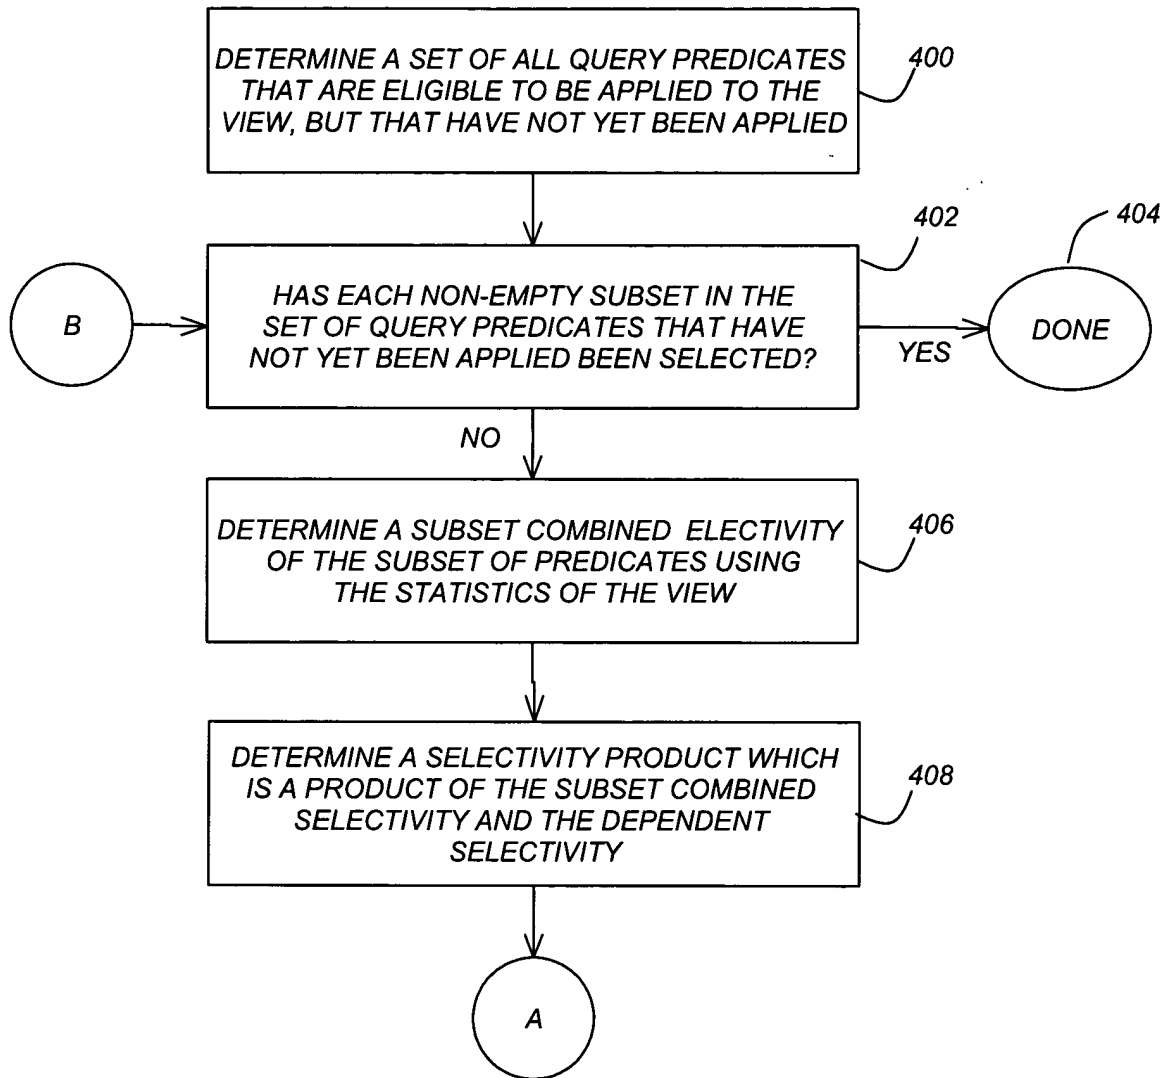 DETERMINE A SET OF ALL QUERY PREDICATES
THAT ARE ELIGIBLE TO BE APPLIED TO THE
VIEW, BUT THAT HAVE NOT YET BEEN APPLIED
400
402
404
B
HAS EACH NON-EMPTY SUBSET IN THE
SET OF QUERY PREDICATES THAT HAVE
NOT YET BEEN APPLIED BEEN SELECTED?
YES
DONE
NO
DETERMINE A SUBSET COMBINED ELECTIVITY
OF THE SUBSET OF PREDICATES USING
THE STATISTICS OF THE VIEW
406
DETERMINE A SELECTIVITY PRODUCT WHICH
IS A PRODUCT OF THE SUBSET COMBINED
SELECTIVITY AND THE DEPENDENT
SELECTIVITY
408
A